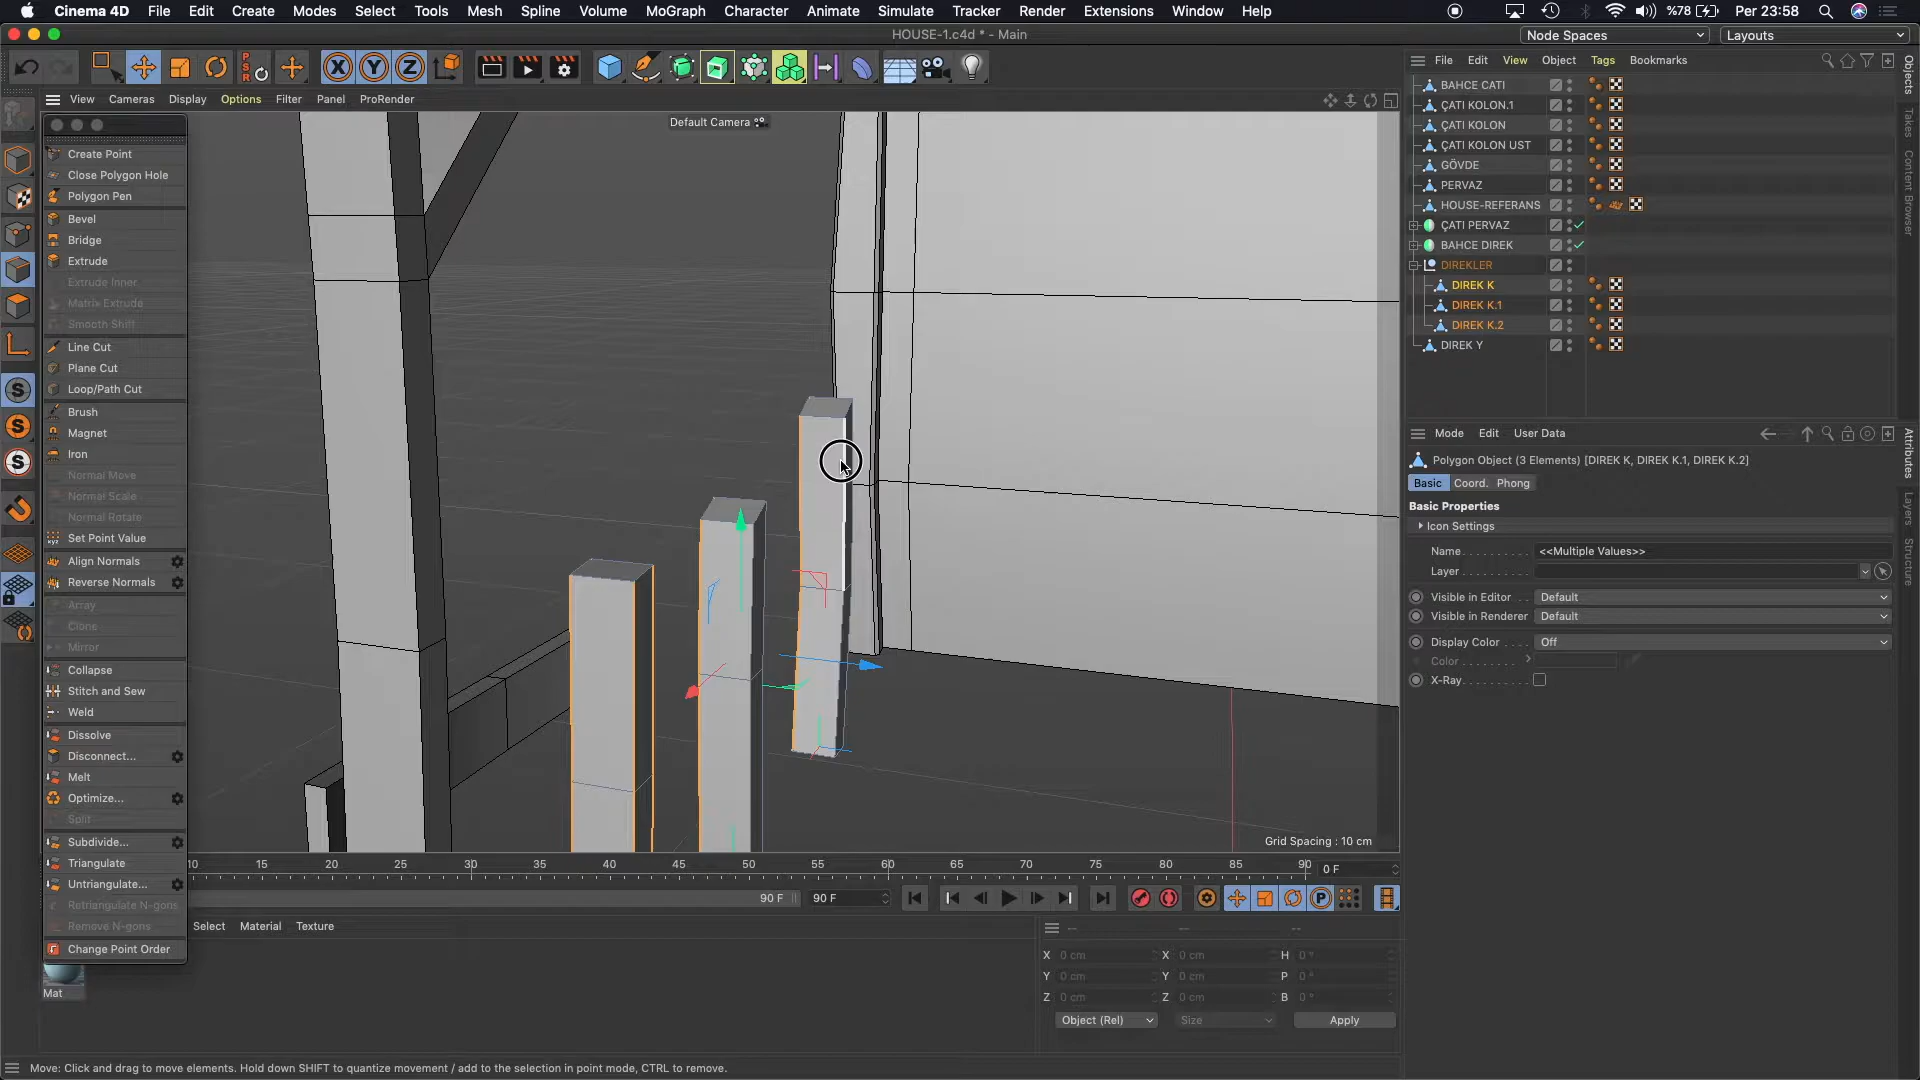 Cinema 4D File Edit Create Modes Select Tools Mesh Spline Volume MoGraph Character Animate Simulate Tracker Render Extensions Window Help %78 Per 23:58
HOUSE-1.c4d * - Main
Node Spaces Layouts
File Edit View Object Tags Bookmarks
View Cameras Display Options Filter Panel ProRender
Default Camera
Create Point
Close Polygon Hole
Polygon Pen
Bevel
Bridge
Extrude
Extrude Inner
Matrix Extrude
Smooth Shift
Line Cut
Plane Cut
Loop/Path Cut
Brush
Magnet
Iron
Normal Move
Normal Scale
Normal Rotate
Set Point Value
Align Normals
Reverse Normals
Array
Clone
Mirror
Collapse
Stitch and Sew
Weld
Dissolve
Disconnect...
Melt
Optimize...
Split
Subdivide...
Triangulate
Untriangulate...
Retriangulate N-gons
Remove N-gons
Change Point Order
Grid Spacing : 10 cm
BAHCE CATI
ÇATI KOLON.1
ÇATI KOLON
ÇATI KOLON UST
GÖVDE
PERVAZ
HOUSE-REFERANS
ÇATI PERVAZ
BAHCE DIREK
DIREKLER
DIREK K
DIREK K.1
DIREK K.2
DIREK Y
Objects
Takes
Content Browser
Mode Edit User Data
Polygon Object (3 Elements) [DIREK K, DIREK K.1, DIREK K.2]
Basic Coord. Phong
Basic Properties
Icon Settings
Name <<Multiple Values>>
Layer
Visible in Editor Default
Visible in Renderer Default
Display Color Off
Color
X-Ray
Attributes
Layers
Structure
10 15 20 25 30 35 40 45 50 55 60 65 70 75 80 85 90 0 F
90 F 90 F
Select Material Texture
Mat
-- -- --
X 0 cm X 0 cm H 0 °
Y 0 cm Y 0 cm P 0 °
Z 0 cm Z 0 cm B 0 °
Object (Rel) Size Apply
Move: Click and drag to move elements. Hold down SHIFT to quantize movement / add to the selection in point mode, CTRL to remove.